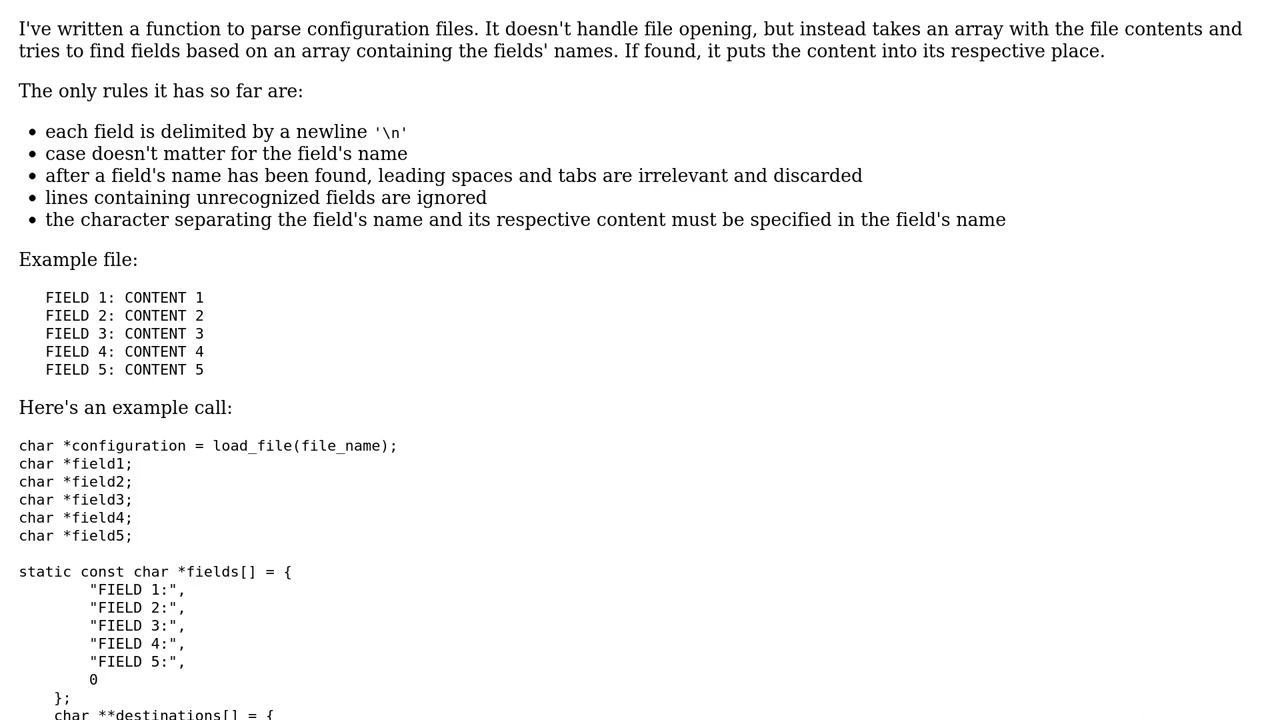 I've written a function to parse configuration files. It doesn't handle file opening, but instead takes an array with the file contents and
tries to find fields based on an array containing the fields' names. If found, it puts the content into its respective place.
The only rules it has so far are:
• each field is delimited by a newline '\n'
• case doesn't matter for the field's name
• after a field's name has been found, leading spaces and tabs are irrelevant and discarded
• lines containing unrecognized fields are ignored
• the character separating the field's name and its respective content must be specified in the field's name
Example file:
FIELD 1: CONTENT 1
FIELD 2: CONTENT 2
FIELD 3: CONTENT 3
FIELD 4: CONTENT 4
FIELD 5: CONTENT 5
Here's an example call:
char *configuration = load_file(file_name);
char *field1;
char *field2;
char *field3;
char *field4;
char *field5;
static const char *fields[] = {
"FIELD 1:",
"FIELD 2:",
"FIELD 3:",
"FIELD 4:",
"FIELD 5:",
0
};
char **destinations[] = {